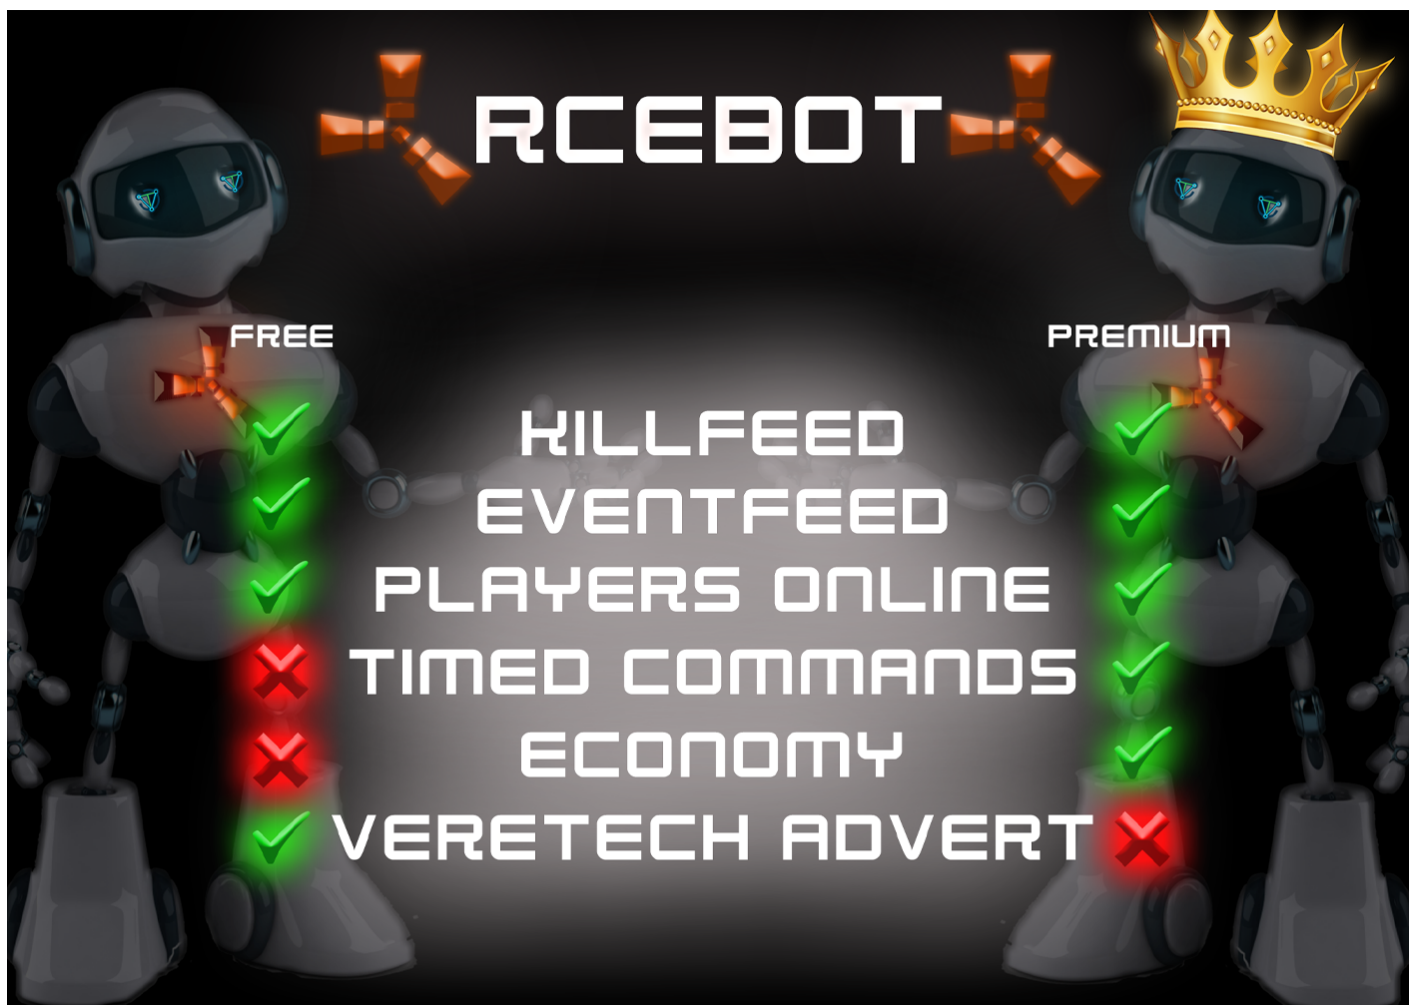 RCEBOT
FREE
PREMIUM
KILLFEED
EVENTFEED
PLAYERS ONLINE
TIMED COMMANDS
ECONOMY
VERETECH ADVERT